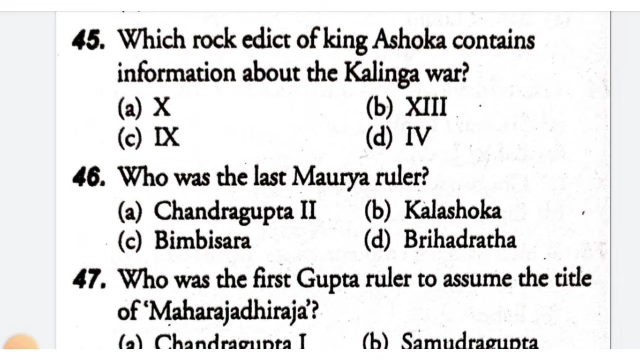 45. Which rock edict of king Ashoka contains
information about the Kalinga war?
(a) X (b) XIII
(c) IX (d) IV
46. Who was the last Maurya ruler?
(a) Chandragupta II (b) Kalashoka
(c) Bimbisara (d) Brihadratha
47. Who was the first Gupta ruler to assume the title
of ‘Maharajadhiraja’?
(a) Chandragupta I (b) Samudragupta